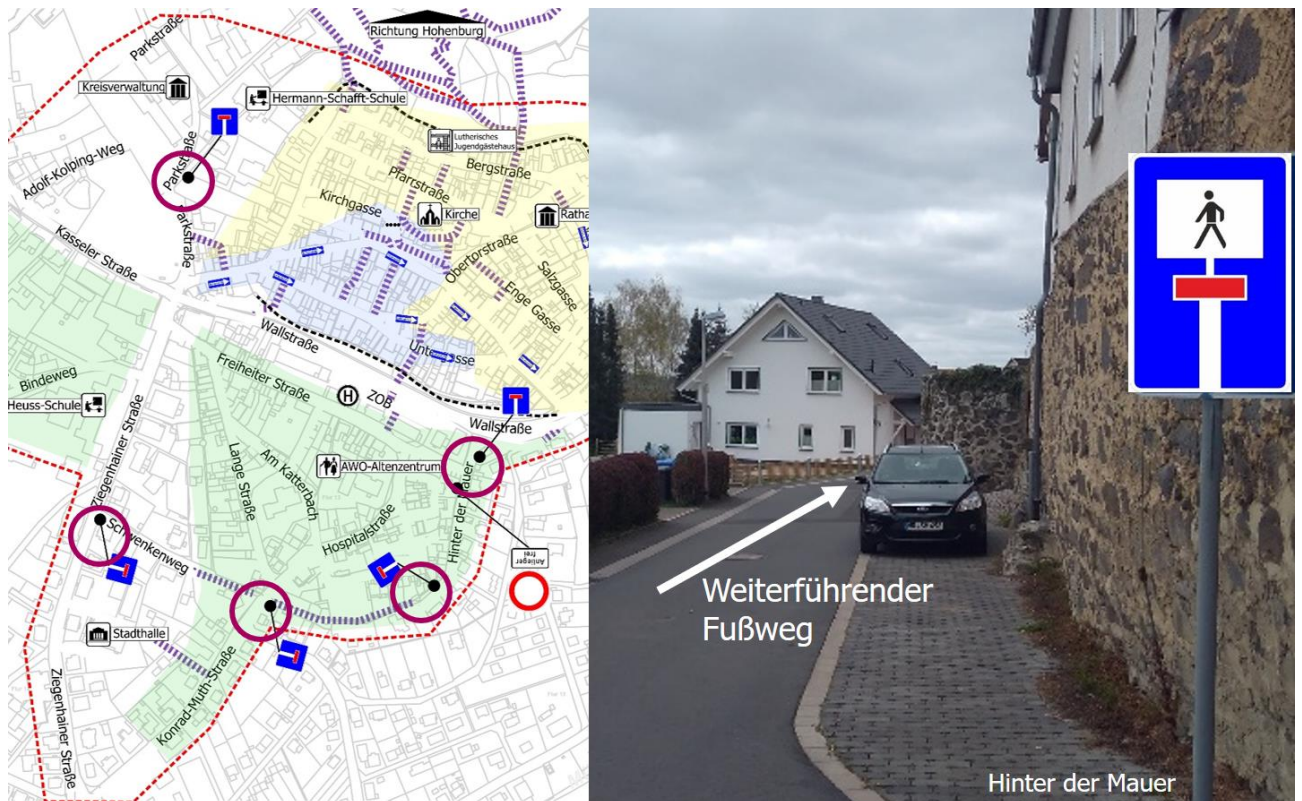 Richtung Hohenburg
Parkstraße
Kreisverwaltung
Hermann-Schafft-Schule
Lutherisches
Jugendgästehaus
Adolf-Kolping-Weg
Parkstraße
Bergstraße
Pfarrstraße
Kirchgasse
Kirche
Ratha
Parkstraße
Kasseler Straße
Obertorstraße
Salzgasse
Enge Gasse
Wallstraße
Untergasse
Freiheiter Straße
Bindeweg
H
ZOB
Heuss-Schule
Wallstraße
Ziegenhainer Straße
Lange Straße
Am Katterbach
AWO-Altenzentrum
Hinter der Mauer
Hospitalstraße
Schwenkenweg
Anlieger
frei
Stadthalle
Konrad-Muth-Straße
Ziegenhainer Straße
Weiterführender
Fußweg
Hinter der Mauer